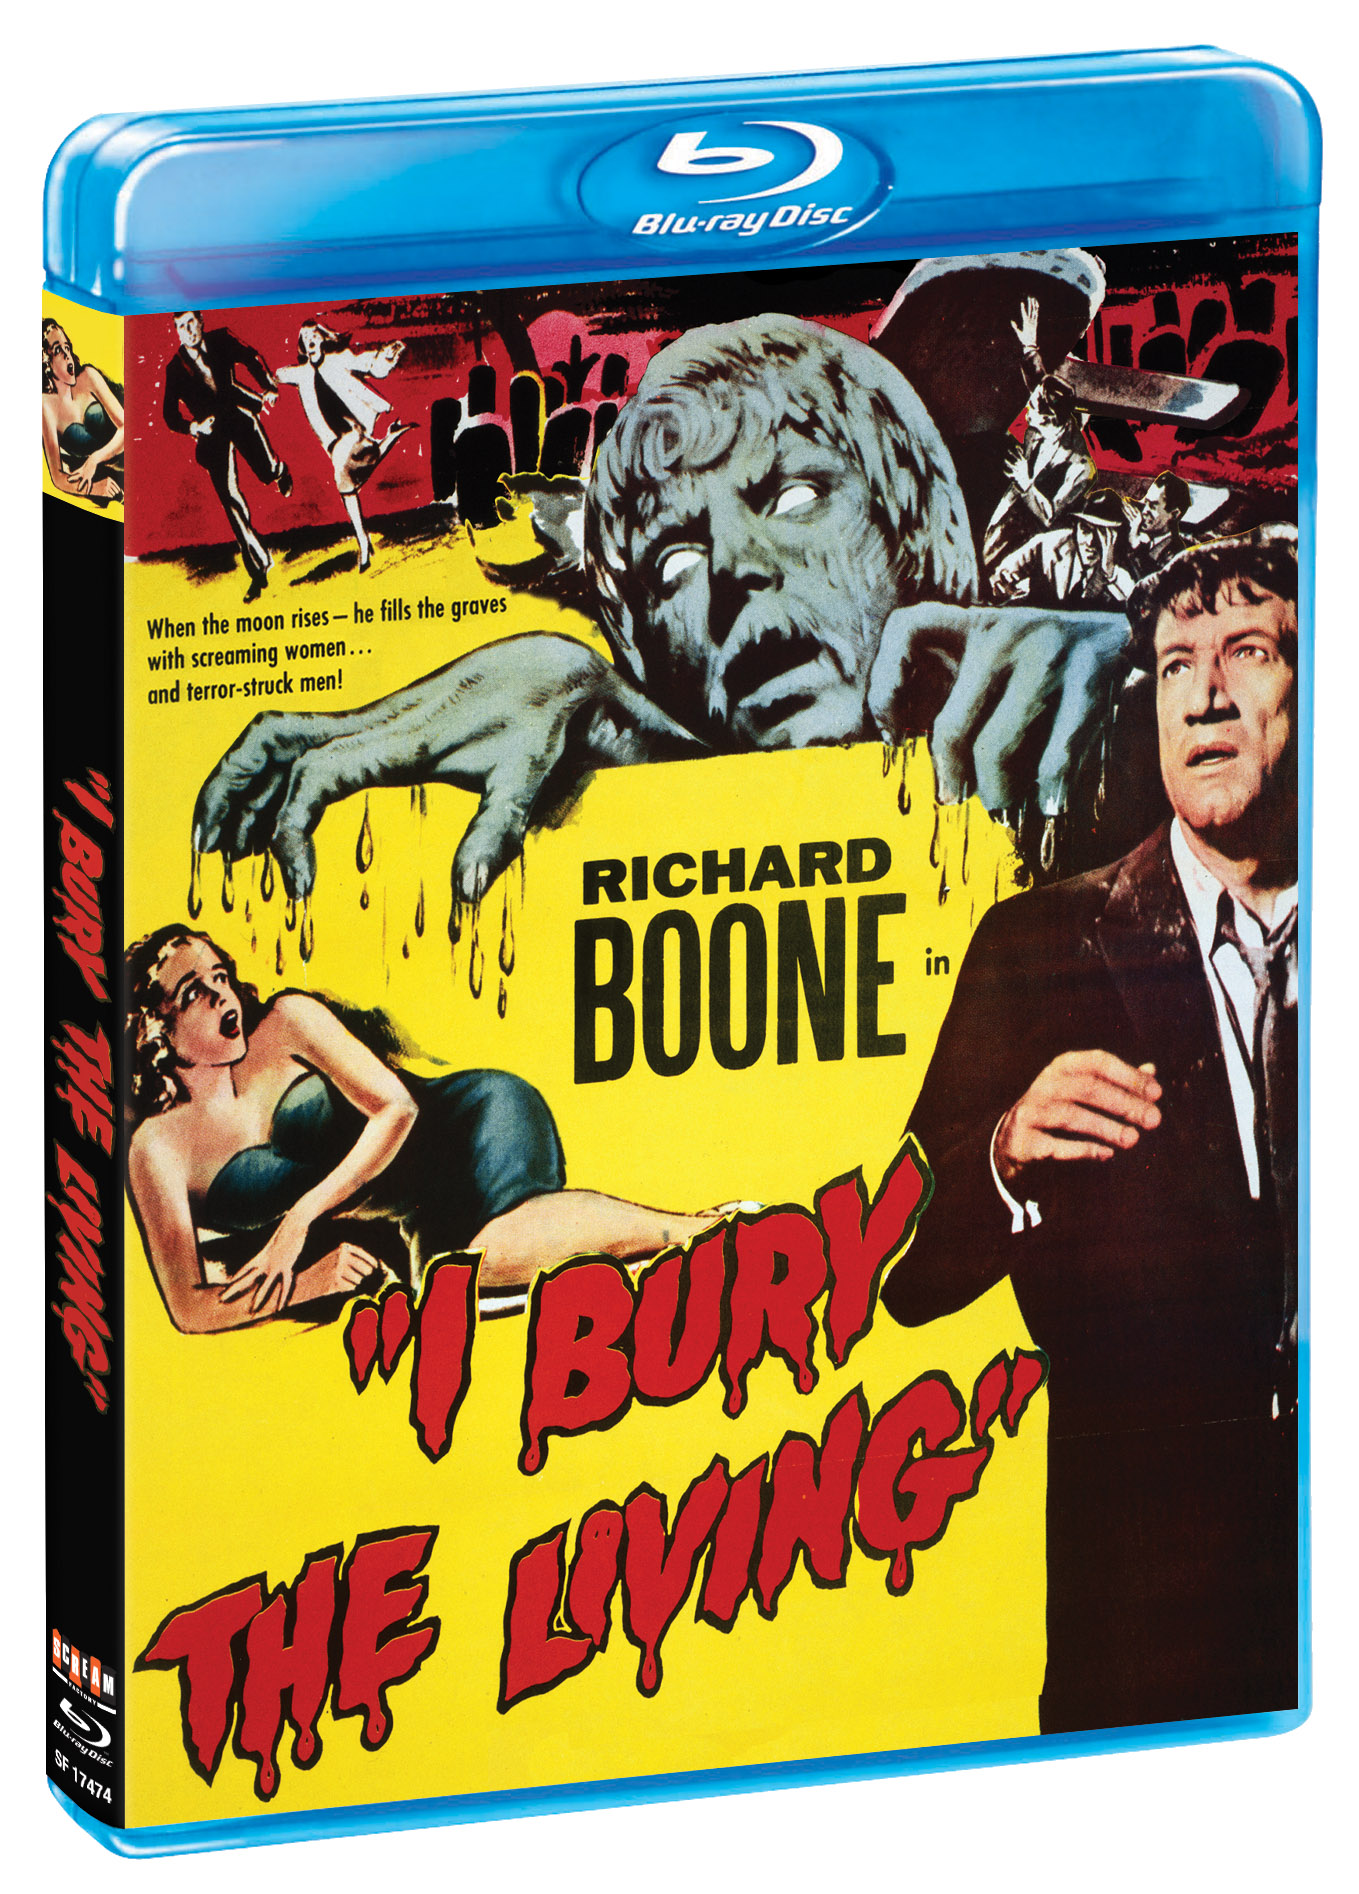 Blu-ray Disc
When the moon rises — he fills the graves
with screaming women...
and terror-struck men!
RICHARD
BOONE in
"I BURY
THE LIVING"
"I BURY THE LIVING"
SCREAM
FACTORY
Blu-ray Disc
SF 17474